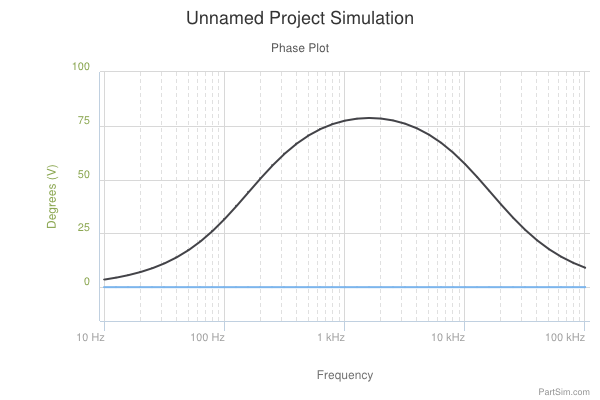 Unnamed Project Simulation
Phase Plot
100
75
50
25
0
Degrees (V)
10 Hz 100 Hz 1 kHz 10 kHz 100 kHz
Frequency
PartSim.com